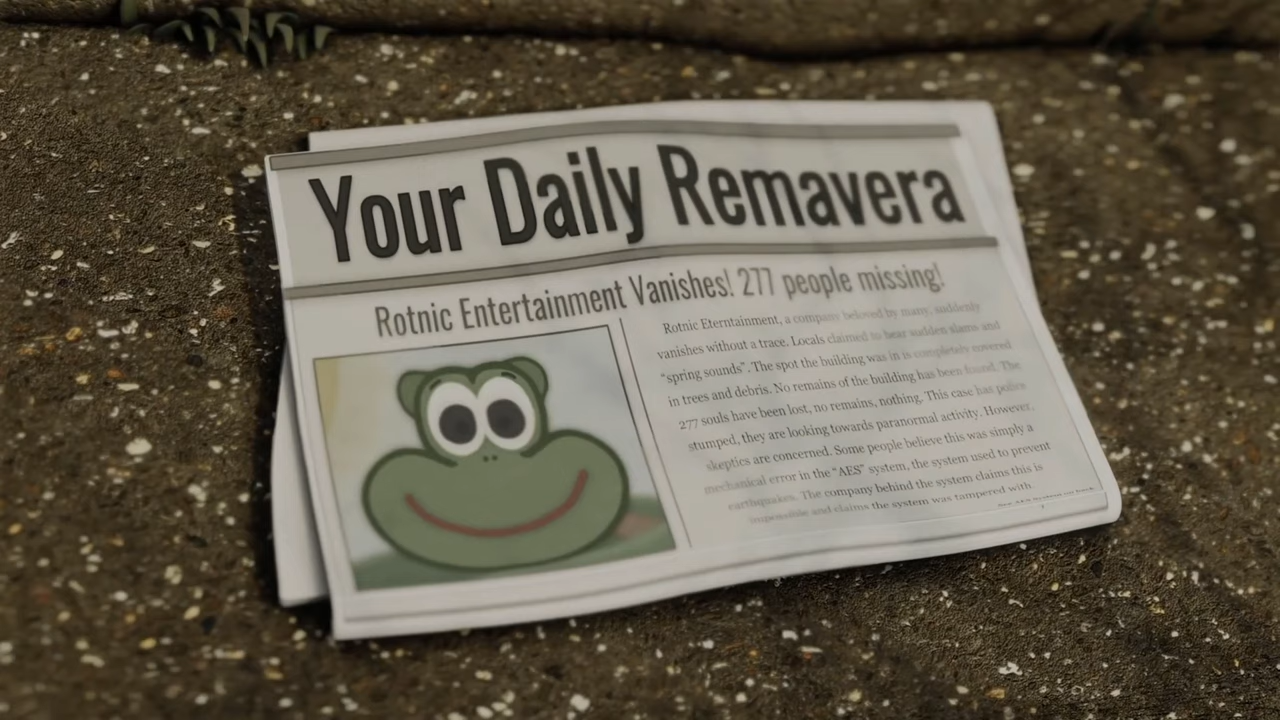 Your Daily Remavera
Rotnic Entertainment Vanishes! 277 people missing!
Rotnic Eterntainment, a company beloved by many, suddenly
vanishes without a trace. Locals claimed to hear sudden slams and
"spring sounds". The spot the building was in is completely covered
in trees and debris. No remains of the building has been found. The
277 souls have been lost, no remains, nothing. This case has police
stumped, they are looking towards paranormal activity. However,
skeptics are concerned. Some people believe this was simply a
mechanical error in the "AES" system, the system used to prevent
earthquakes. The company behind the system claims this is
impossible and claims the system was tampered with.